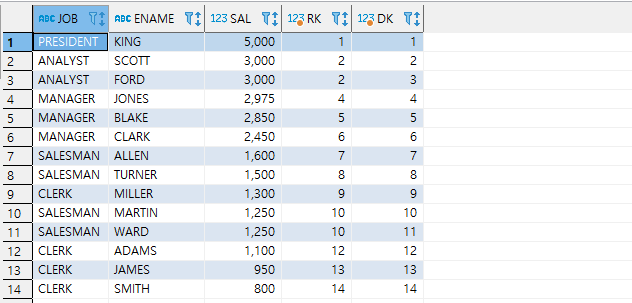 ABC JOB ABC ENAME 123 SAL 123 RK 123 DK
1 PRESIDENT KING 5,000 1 1
2 ANALYST SCOTT 3,000 2 2
3 ANALYST FORD 3,000 2 3
4 MANAGER JONES 2,975 4 4
5 MANAGER BLAKE 2,850 5 5
6 MANAGER CLARK 2,450 6 6
7 SALESMAN ALLEN 1,600 7 7
8 SALESMAN TURNER 1,500 8 8
9 CLERK MILLER 1,300 9 9
10 SALESMAN MARTIN 1,250 10 10
11 SALESMAN WARD 1,250 10 11
12 CLERK ADAMS 1,100 12 12
13 CLERK JAMES 950 13 13
14 CLERK SMITH 800 14 14